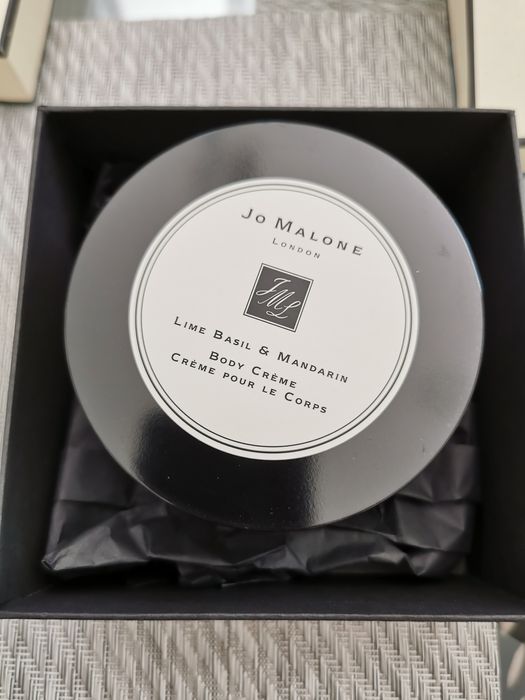 Jo Malone
London
JML
Lime Basil & Mandarin
Body Crème
Crème pour le Corps